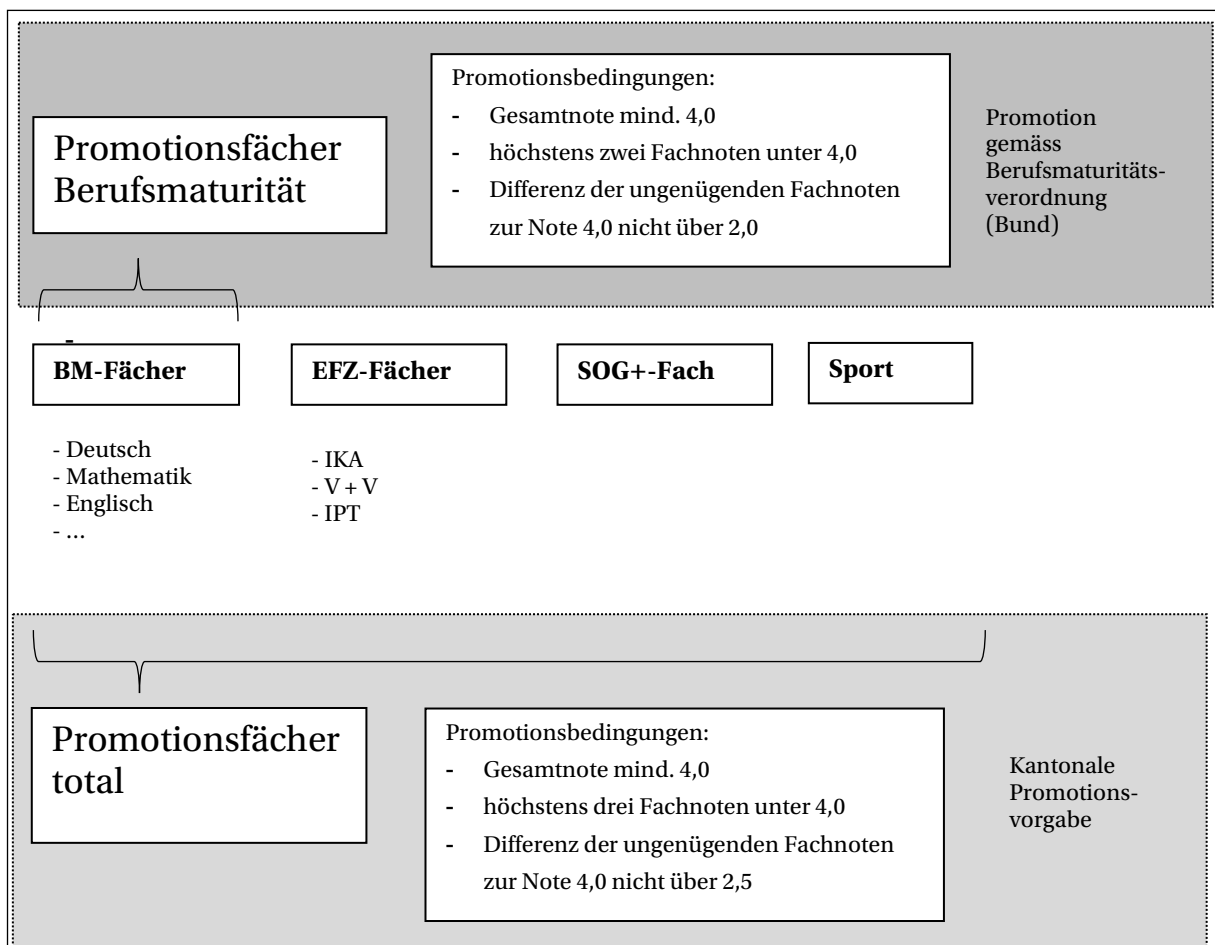 Promotionsfächer
Berufsmaturität
Promotionsbedingungen:
- Gesamtnote mind. 4,0
- höchstens zwei Fachnoten unter 4,0
- Differenz der ungenügenden Fachnoten
zur Note 4,0 nicht über 2,0
Promotion
gemäss
Berufsmaturitäts-
verordnung
(Bund)
-
BM-Fächer
EFZ-Fächer
SOG+-Fach
Sport
- Deutsch
- Mathematik
- Englisch
- ...
- IKA
- V + V
- IPT
Promotionsfächer
total
Promotionsbedingungen:
- Gesamtnote mind. 4,0
- höchstens drei Fachnoten unter 4,0
- Differenz der ungenügenden Fachnoten
zur Note 4,0 nicht über 2,5
Kantonale
Promotions-
vorgabe